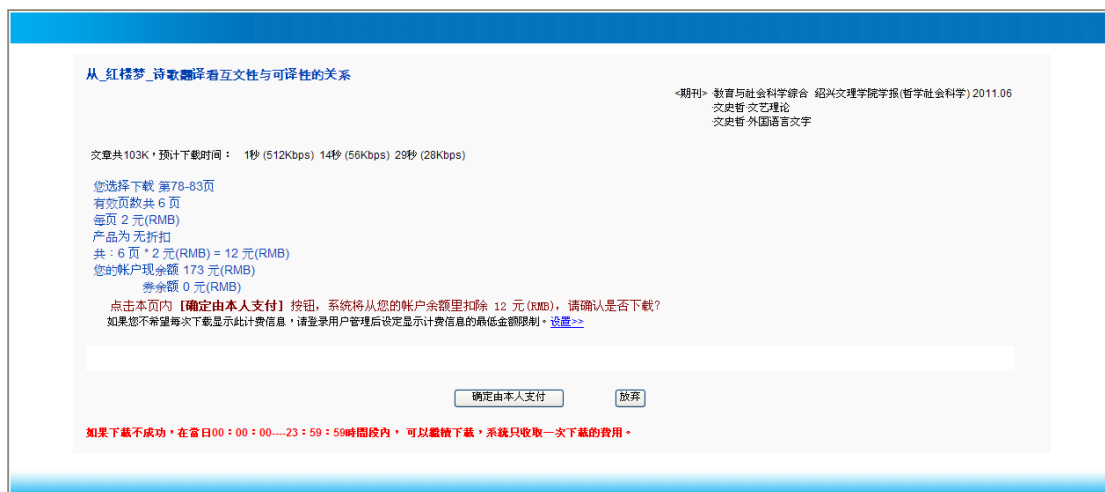 从_红楼梦_诗歌翻译看互文性与可译性的关系
<期刊> ·教育与社会科学综合 绍兴文理学院学报(哲学社会科学) 2011.06
·文史哲·文艺理论
·文史哲·外国语言文字
文章共103K，预计下载时间： 1秒 (512Kbps) 14秒 (56Kbps) 29秒 (28Kbps)
您选择下载 第78-83页
有效页数共 6 页
每页 2 元(RMB)
产品为 无折扣
共：6 页 * 2 元(RMB) = 12 元(RMB)
您的帐户现余额 173 元(RMB)
券余额 0 元(RMB)
点击本页内 [确定由本人支付] 按钮, 系统将从您的帐户余额里扣除 12 元(RMB), 请确认是否下载?
如果您不希望每次下载显示此计费信息，请登录用户管理后设定显示计费信息的最低金额限制。设置>>
确定由本人支付 放弃
如果下載不成功，在當日00：00：00----23：59：59時間段內， 可以繼續下載，系統只收取一次下載的費用。